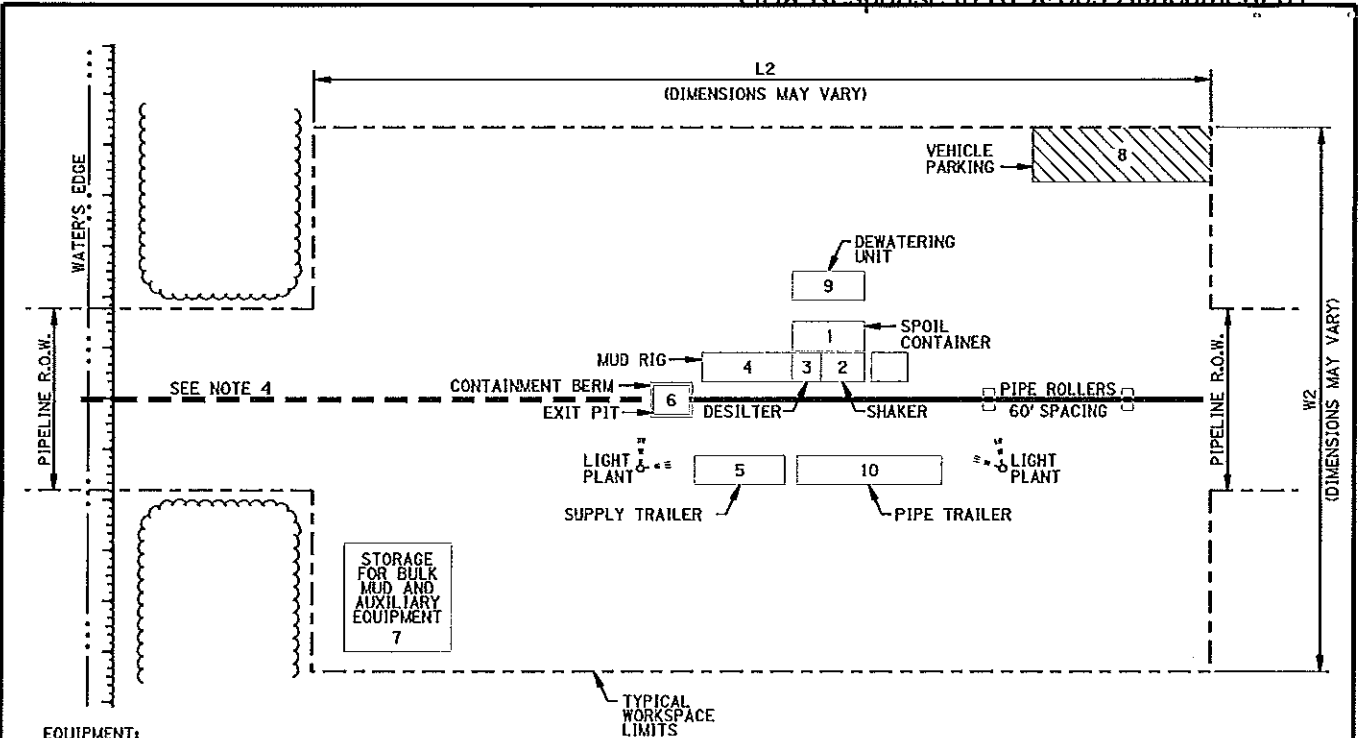 L2
(DIMENSIONS MAY VARY)
WATER'S EDGE
VEHICLE
PARKING
8
DEWATERING
UNIT
9
1
SPOIL
CONTAINER
MUD RIG
4
3
2
PIPELINE R.O.W.
SEE NOTE 4
CONTAINMENT BERM
EXIT PIT
6
DESILTER
SHAKER
PIPE ROLLERS
60' SPACING
PIPELINE R.O.W.
W2
(DIMENSIONS MAY VARY)
LIGHT
PLANT
5
10
LIGHT
PLANT
SUPPLY TRAILER
PIPE TRAILER
STORAGE
FOR BULK
MUD AND
AUXILIARY
EQUIPMENT
7
TYPICAL
WORKSPACE
LIMITS
EQUIPMENT: